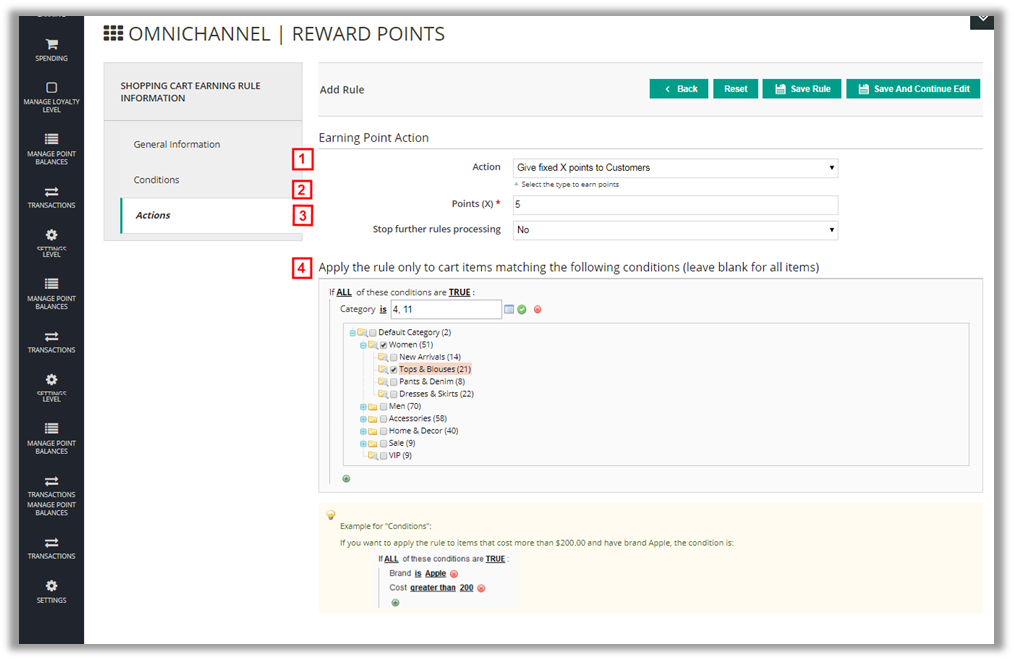 SPENDING
MANAGE LOYALTY
LEVEL
MANAGE POINT
BALANCES
TRANSACTIONS
SETTINGS
LEVEL
MANAGE POINT
BALANCES
TRANSACTIONS
SETTINGS
LEVEL
MANAGE POINT
BALANCES
TRANSACTIONS
MANAGE POINT
BALANCES
TRANSACTIONS
SETTINGS
OMNICHANNEL | REWARD POINTS
SHOPPING CART EARNING RULE
INFORMATION
General Information
Conditions
Actions
Add Rule
Back Reset Save Rule Save And Continue Edit
Earning Point Action
1 Action Give fixed X points to Customers
Select the type to earn points
2 Points (X) * 5
3 Stop further rules processing No
4 Apply the rule only to cart items matching the following conditions (leave blank for all items)
If ALL of these conditions are TRUE :
Category is 4, 11
Default Category (2)
Women (51)
New Arrivals (14)
Tops & Blouses (21)
Pants & Denim (8)
Dresses & Skirts (22)
Men (70)
Accessories (58)
Home & Decor (40)
Sale (9)
VIP (9)
Example for "Conditions":
If you want to apply the rule to items that cost more than $200.00 and have brand Apple, the condition is:
If ALL of these conditions are TRUE :
Brand is Apple
Cost greater than 200